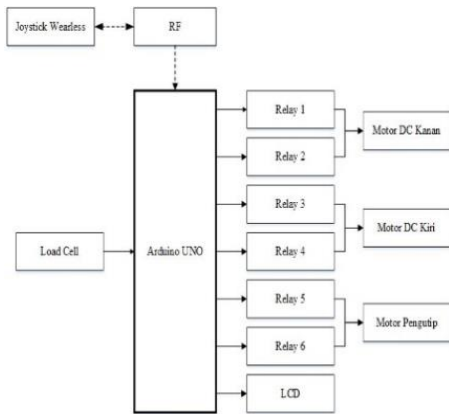 Joystick Wearless
RF
Relay 1
Relay 2
Motor DC Kanan
Relay 3
Relay 4
Motor DC Kiri
Load Cell
Arduino UNO
Relay 5
Relay 6
Motor Pengutip
LCD